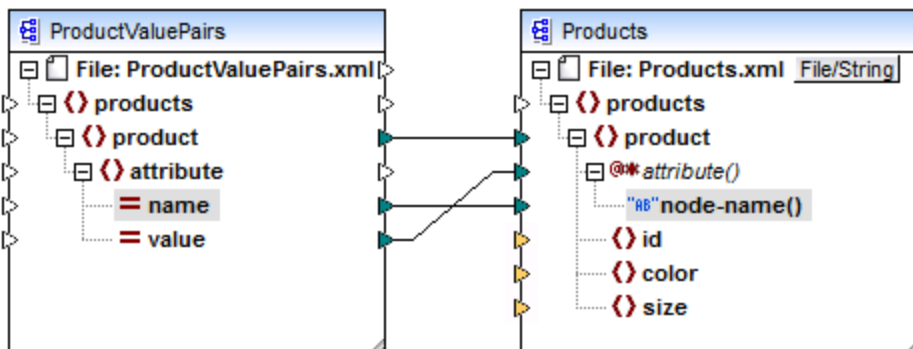 ProductValuePairs
File: ProductValuePairs.xml
products
product
attribute
name
value
Products
File: Products.xml File/String
products
product
attribute()
"AB" node-name()
id
color
size